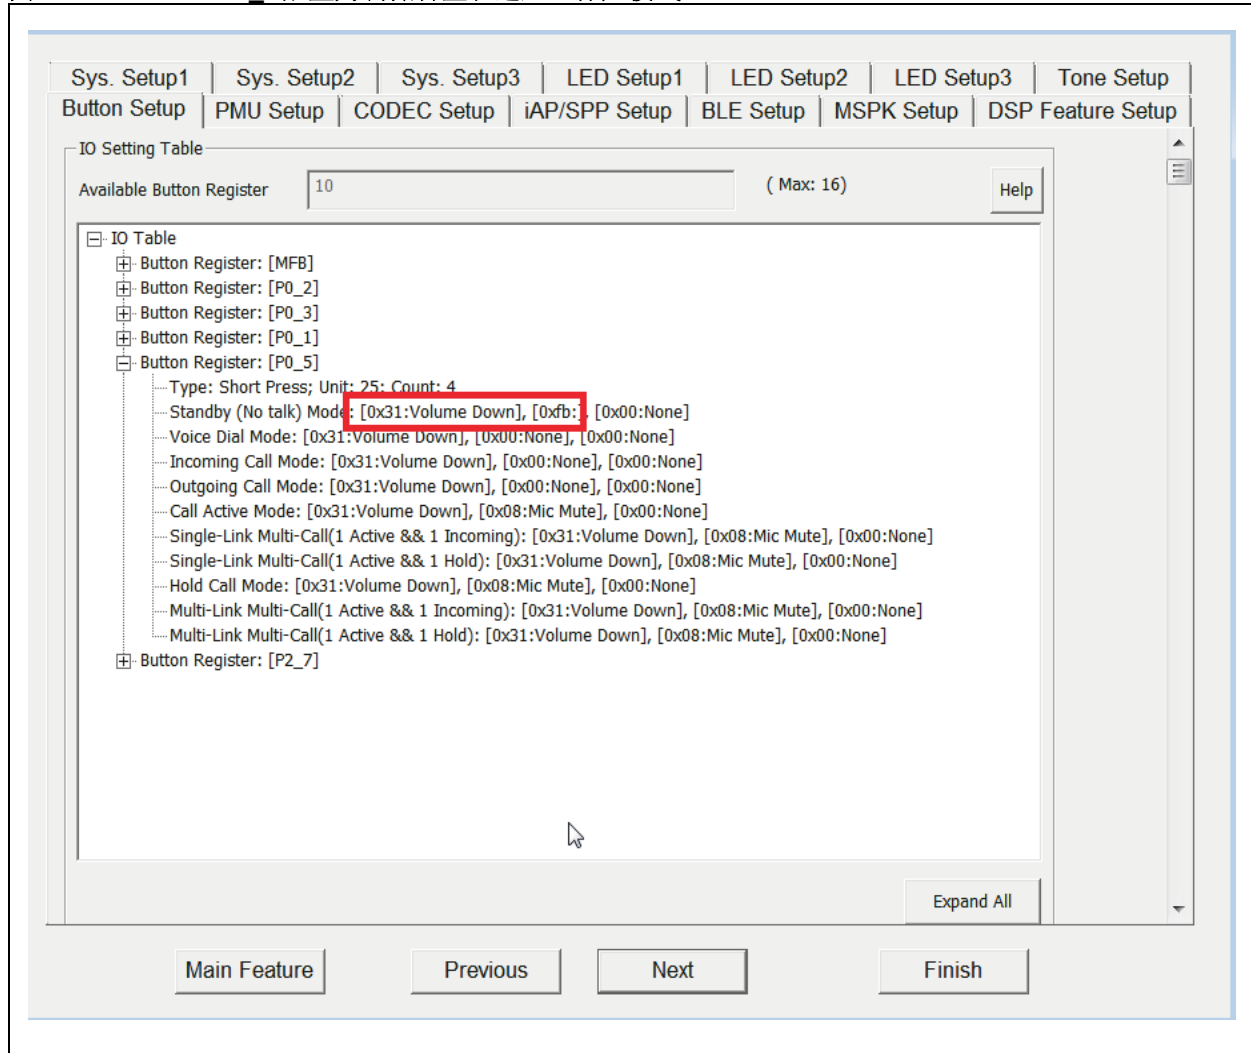 Sys. Setup1 Sys. Setup2 Sys. Setup3 LED Setup1 LED Setup2 LED Setup3 Tone Setup
Button Setup PMU Setup CODEC Setup iAP/SPP Setup BLE Setup MSPK Setup DSP Feature Setup
IO Setting Table
Available Button Register 10 ( Max: 16) Help
IO Table
Button Register: [MFB]
Button Register: [P0_2]
Button Register: [P0_3]
Button Register: [P0_1]
Button Register: [P0_5]
Type: Short Press; Unit: 25; Count: 4
Standby (No talk) Mode: [0x31:Volume Down], [0xfb:], [0x00:None]
Voice Dial Mode: [0x31:Volume Down], [0x00:None], [0x00:None]
Incoming Call Mode: [0x31:Volume Down], [0x00:None], [0x00:None]
Outgoing Call Mode: [0x31:Volume Down], [0x00:None], [0x00:None]
Call Active Mode: [0x31:Volume Down], [0x08:Mic Mute], [0x00:None]
Single-Link Multi-Call(1 Active && 1 Incoming): [0x31:Volume Down], [0x08:Mic Mute], [0x00:None]
Single-Link Multi-Call(1 Active && 1 Hold): [0x31:Volume Down], [0x08:Mic Mute], [0x00:None]
Hold Call Mode: [0x31:Volume Down], [0x08:Mic Mute], [0x00:None]
Multi-Link Multi-Call(1 Active && 1 Incoming): [0x31:Volume Down], [0x08:Mic Mute], [0x00:None]
Multi-Link Multi-Call(1 Active && 1 Hold): [0x31:Volume Down], [0x08:Mic Mute], [0x00:None]
Button Register: [P2_7]
Expand All
Main Feature Previous Next Finish